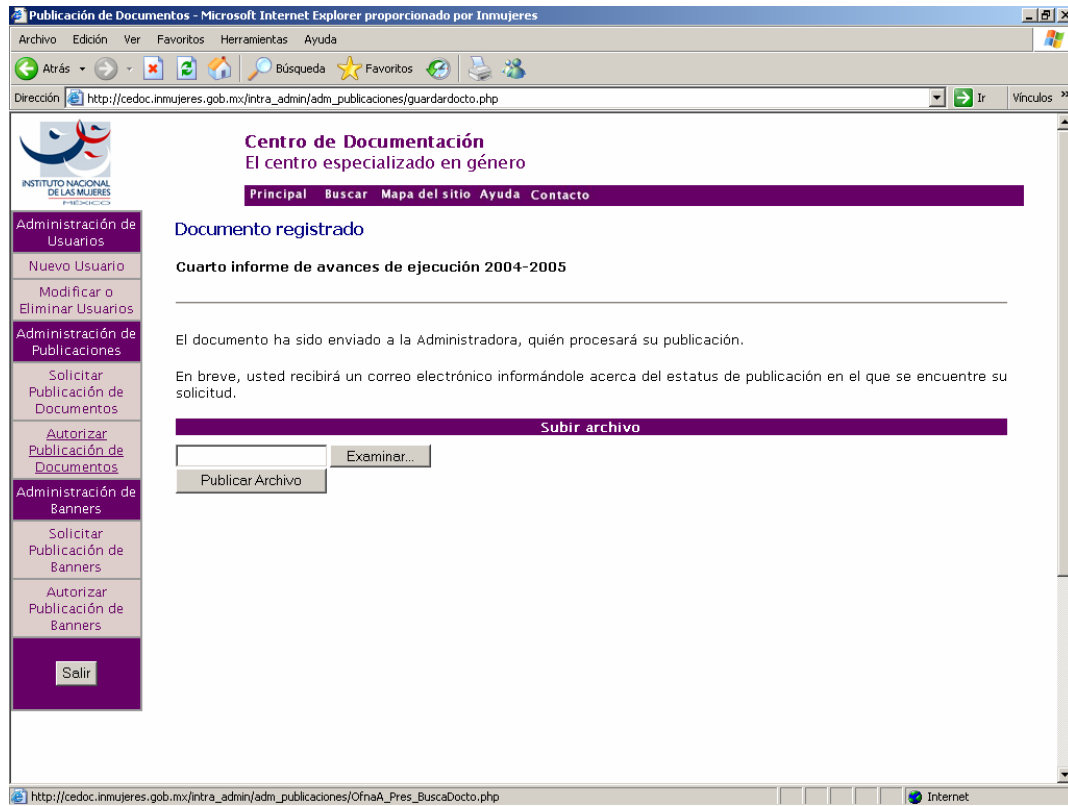 Publicación de Documentos - Microsoft Internet Explorer proporcionado por Inmujeres
Archivo Edición Ver Favoritos Herramientas Ayuda
Atrás Búsqueda Favoritos
Dirección http://cedoc.inmujeres.gob.mx/intra_admin/adm_publicaciones/guardardocto.php Ir Vínculos »
INSTITUTO NACIONAL
DE LAS MUJERES
MÉXICO
Centro de Documentación
El centro especializado en género
Principal Buscar Mapa del sitio Ayuda Contacto
Administración de
Usuarios
Nuevo Usuario
Modificar o
Eliminar Usuarios
Administración de
Publicaciones
Solicitar
Publicación de
Documentos
Autorizar
Publicación de
Documentos
Administración de
Banners
Solicitar
Publicación de
Banners
Autorizar
Publicación de
Banners
Salir
Documento registrado
Cuarto informe de avances de ejecución 2004-2005
El documento ha sido enviado a la Administradora, quién procesará su publicación.
En breve, usted recibirá un correo electrónico informándole acerca del estatus de publicación en el que se encuentre su
solicitud.
Subir archivo
Examinar...
Publicar Archivo
http://cedoc.inmujeres.gob.mx/intra_admin/adm_publicaciones/OfnaA_Pres_BuscaDocto.php Internet